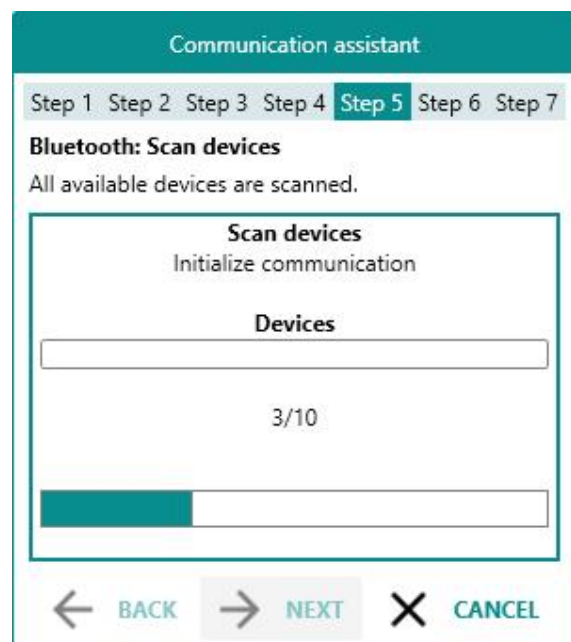 Communication assistant
Step 1 Step 2 Step 3 Step 4 Step 5 Step 6 Step 7
Bluetooth: Scan devices
All available devices are scanned.
Scan devices
Initialize communication
Devices
3/10
BACK NEXT CANCEL